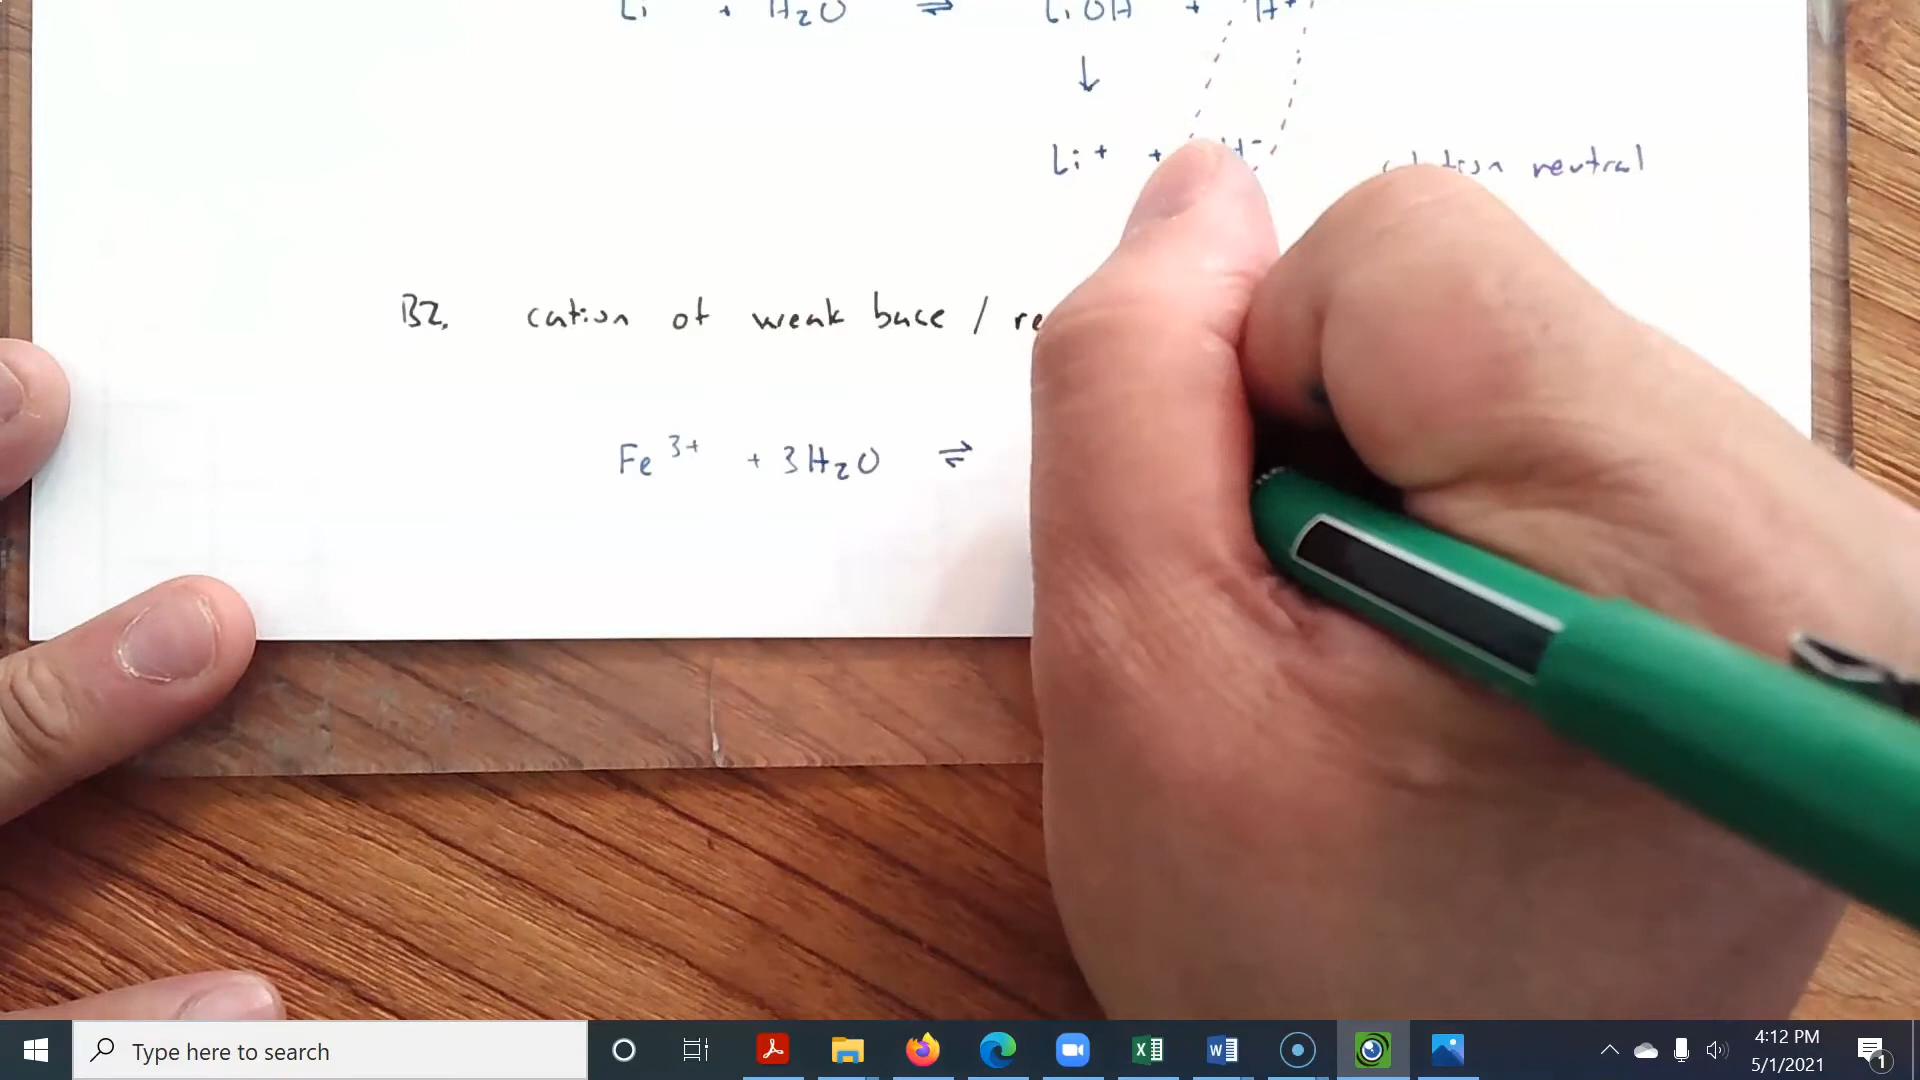 Li + H₂O ⇌ LiOH + H⁺
↓
Li⁺ + neutral
B2. cation of weak base /
Fe³⁺ + 3H₂O ⇌
Type here to search
4:12 PM
5/1/2021
1